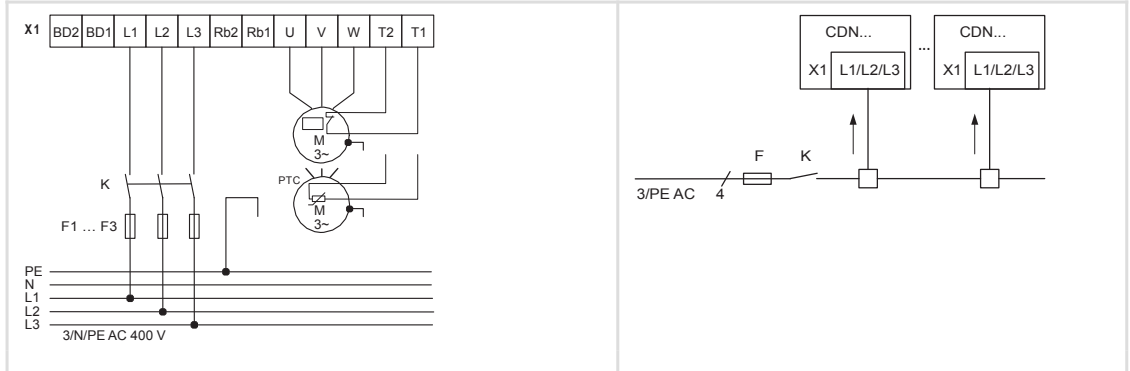 X1 BD2 BD1 L1 L2 L3 Rb2 Rb1 U V W T2 T1
M
3~
K
PTC
M
3~
F1 … F3
PE
N
L1
L2
L3
3/N/PE AC 400 V
CDN... ... CDN...
X1 L1/L2/L3 X1 L1/L2/L3
F K
3/PE AC 4